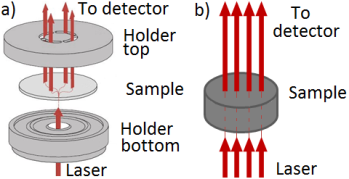 a)
To detector
Holder
top
Sample
Holder
bottom
Laser
b)
To
detector
Sample
Laser